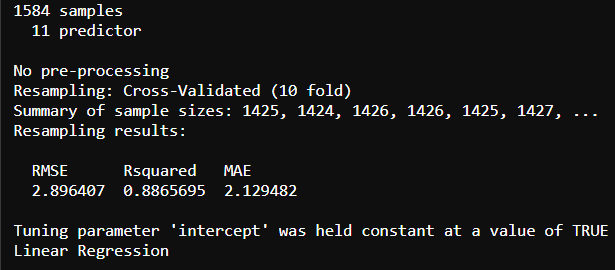 1584 samples
11 predictor
No pre-processing
Resampling: Cross-Validated (10 fold)
Summary of sample sizes: 1425, 1424, 1426, 1426, 1425, 1427, ...
Resampling results:
RMSE Rsquared MAE
2.896407 0.8865695 2.129482
Tuning parameter 'intercept' was held constant at a value of TRUE
Linear Regression